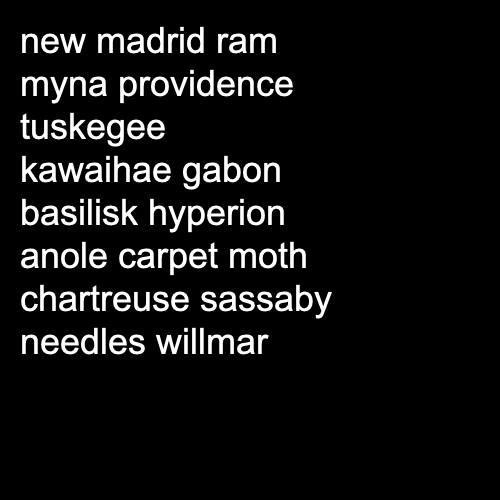 new madrid ram
myna providence
tuskegee
kawaihae gabon
basilisk hyperion
anole carpet moth
chartreuse sassaby
needles willmar